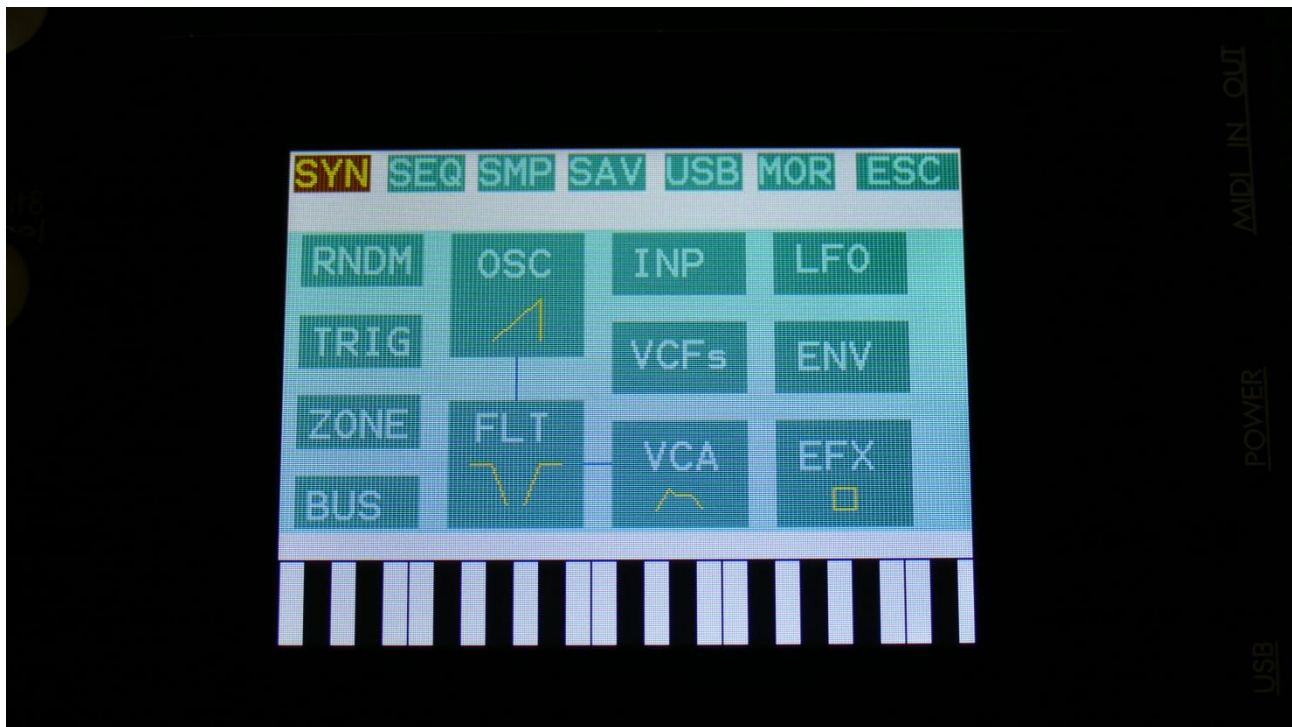 SYN SEQ SMP SAV USB MOR ESC
RNDM OSC INP LFO
TRIG VCFs ENV
ZONE FLT VCA EFX
BUS
MIDI IN OUT
POWER
USB